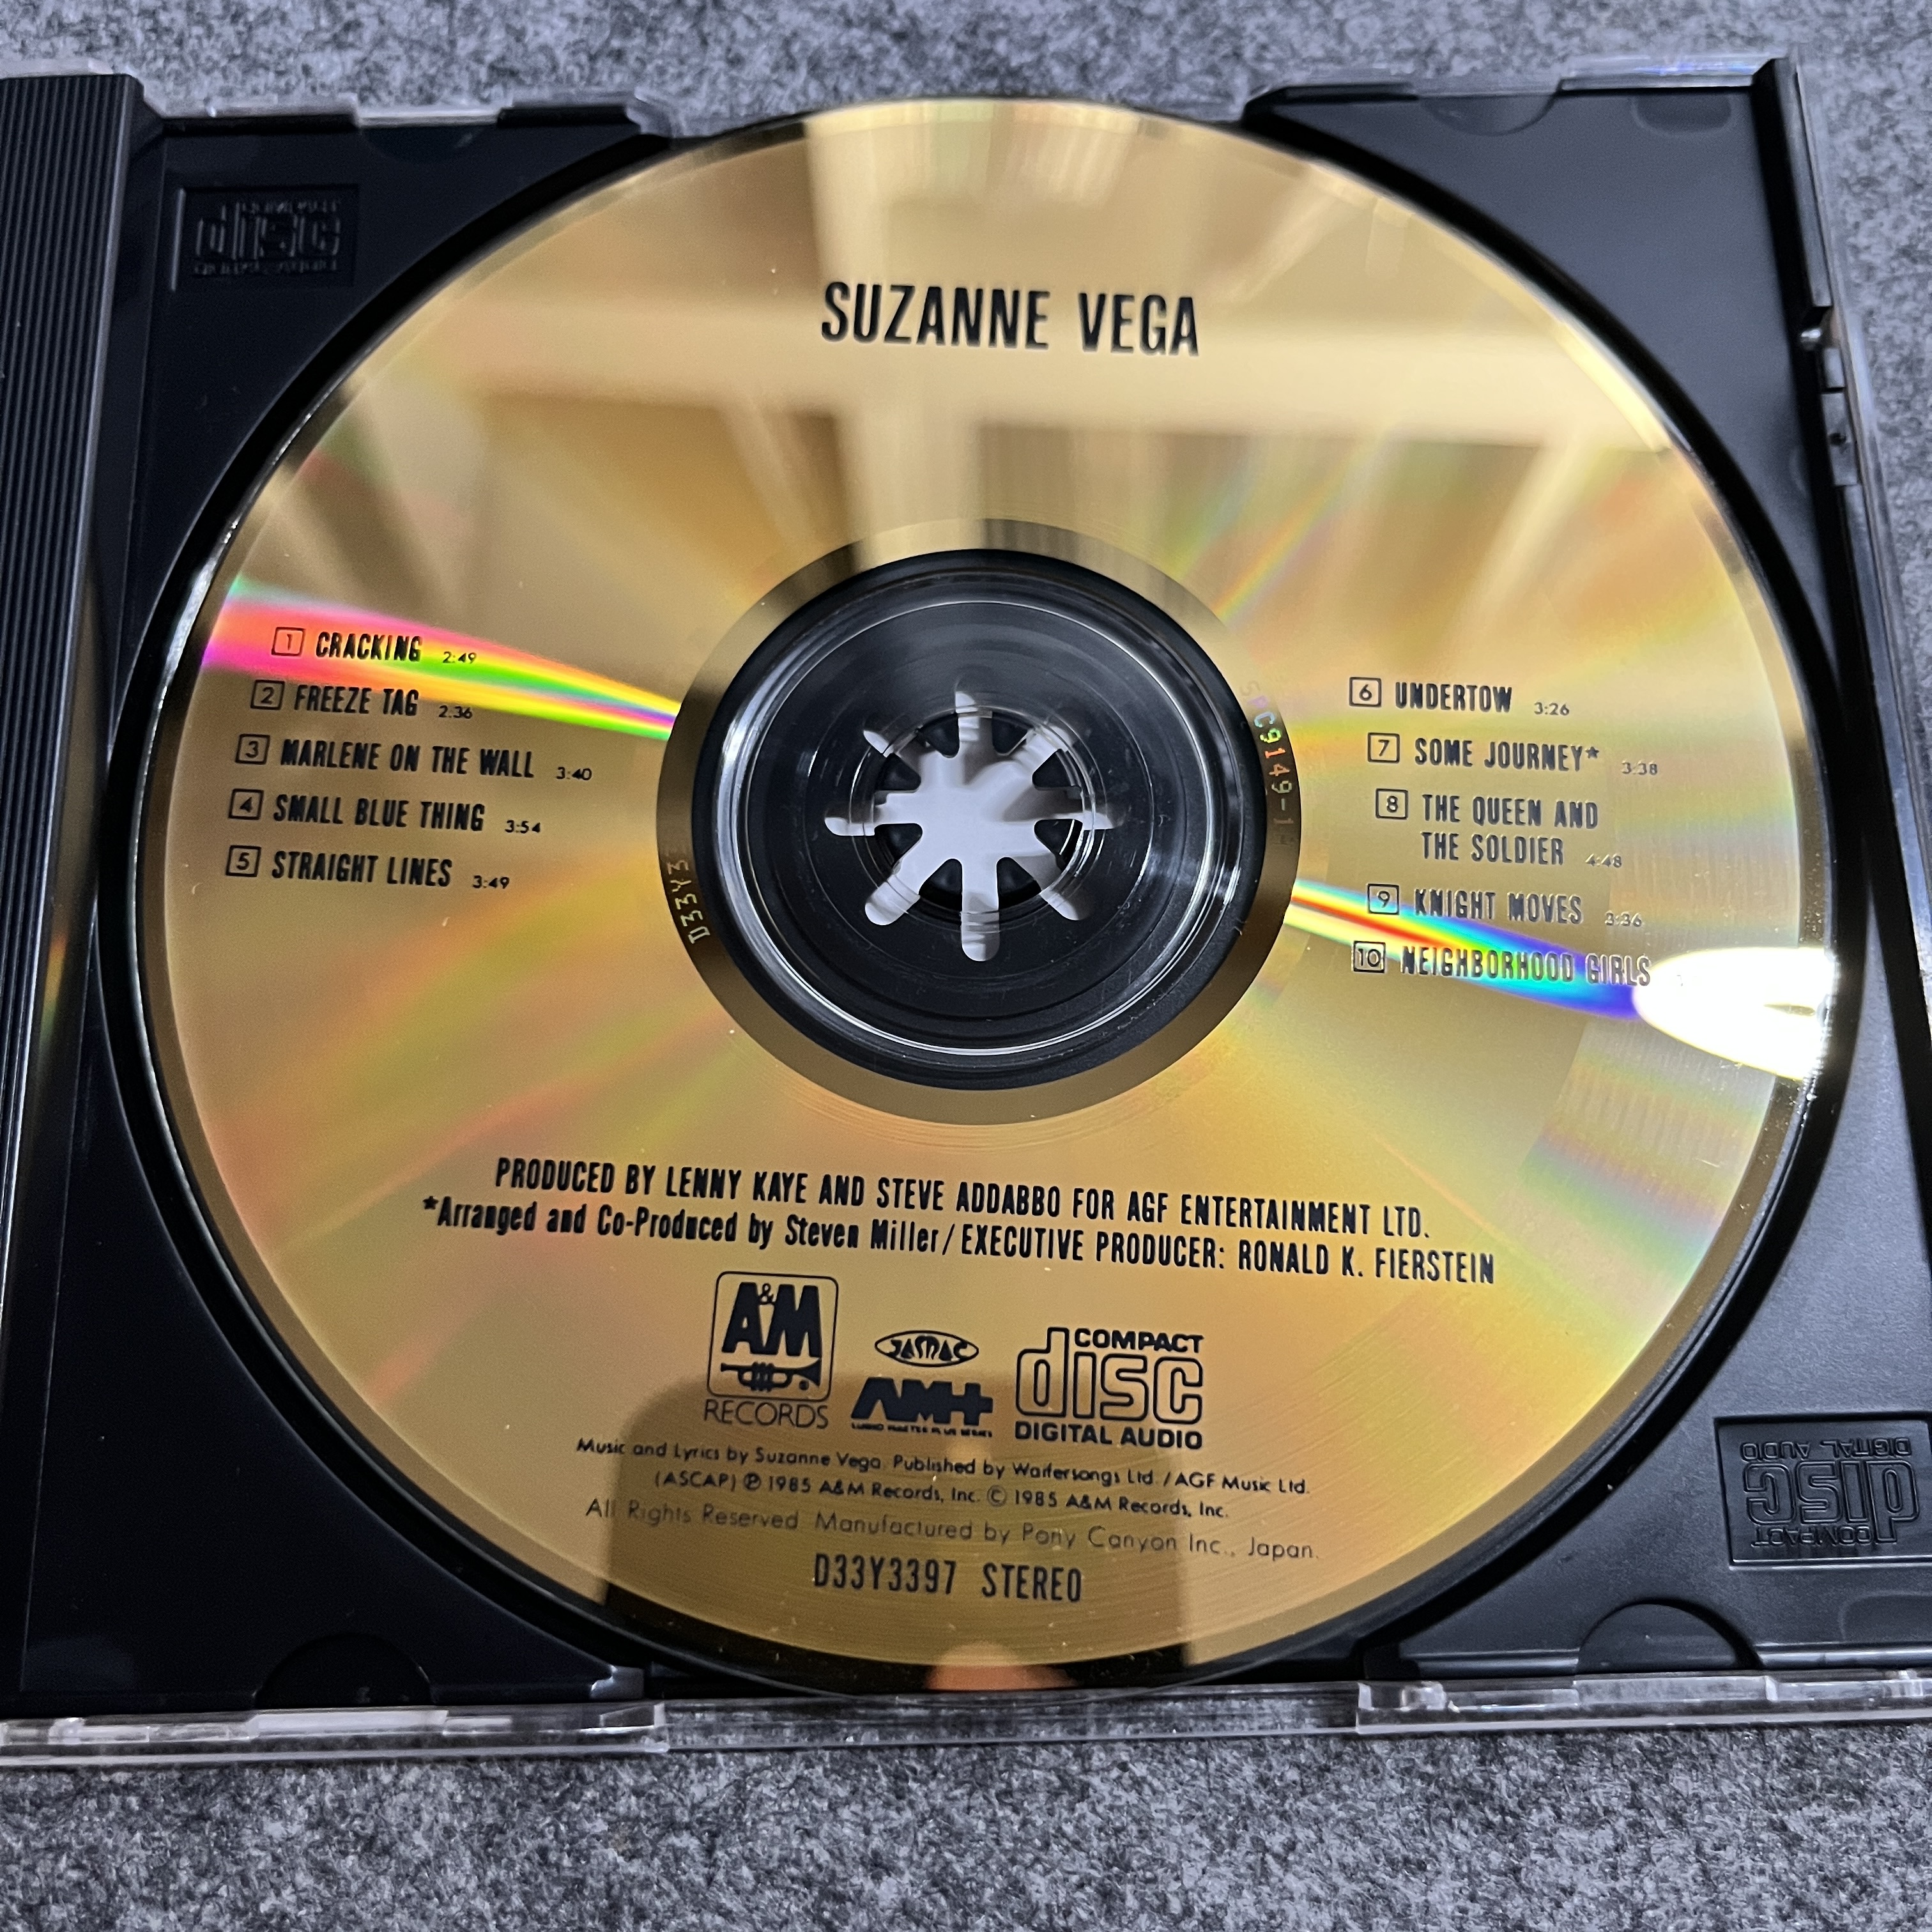 SUZANNE VEGA
1 CRACKING 2:49
2 FREEZE TAG 2:36
3 MARLENE ON THE WALL 3:40
4 SMALL BLUE THING 3:54
5 STRAIGHT LINES 3:49
6 UNDERTOW 3:26
7 SOME JOURNEY* 3:38
8 THE QUEEN AND
THE SOLDIER 4:48
9 KNIGHT MOVES 3:36
10 NEIGHBORHOOD GIRLS
D33Y3
PRODUCED BY LENNY KAYE AND STEVE ADDABBO FOR AGF ENTERTAINMENT LTD.
*Arranged and Co-Produced by Steven Miller/EXECUTIVE PRODUCER: RONALD K. FIERSTEIN
A&M
RECORDS
JASRAC
AM+
COMPACT
disc
DIGITAL AUDIO
Music and Lyrics by Suzanne Vega. Published by Waifersongs Ltd./AGF Music Ltd.
(ASCAP) ℗ 1985 A&M Records, Inc. © 1985 A&M Records, Inc.
All Rights Reserved Manufactured by Pony Canyon Inc., Japan.
D33Y3397 STEREO
COMPACT
disc
DIGITAL AUDIO
COMPACT
disc
DIGITAL AUDIO